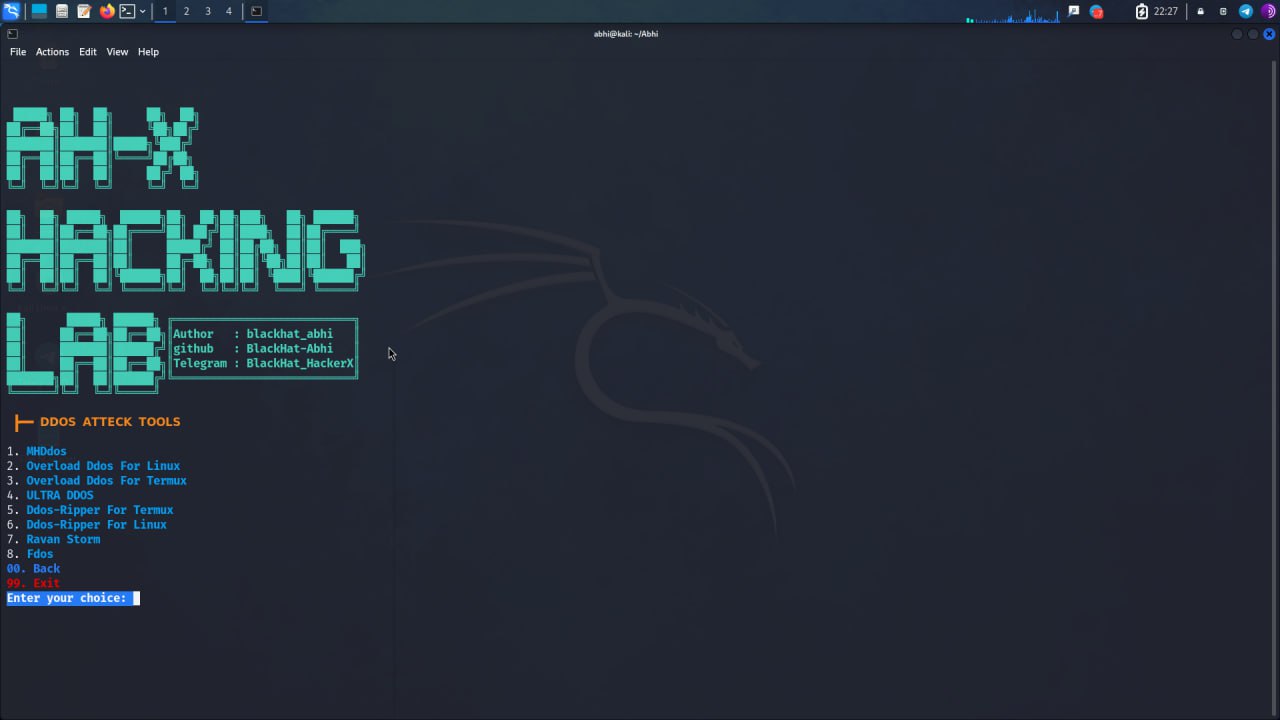 1 2 3 4
22:27
abhi@kali: ~/Abhi
File Actions Edit View Help
AH-X
HACKING
LAB
Author : blackhat_abhi
github : BlackHat-Abhi
Telegram : BlackHat_HackerX
DDOS ATTECK TOOLS
1. MHDdos
2. Overload Ddos For Linux
3. Overload Ddos For Termux
4. ULTRA DDOS
5. Ddos-Ripper For Termux
6. Ddos-Ripper For Linux
7. Ravan Storm
8. Fdos
00. Back
99. Exit
Enter your choice: